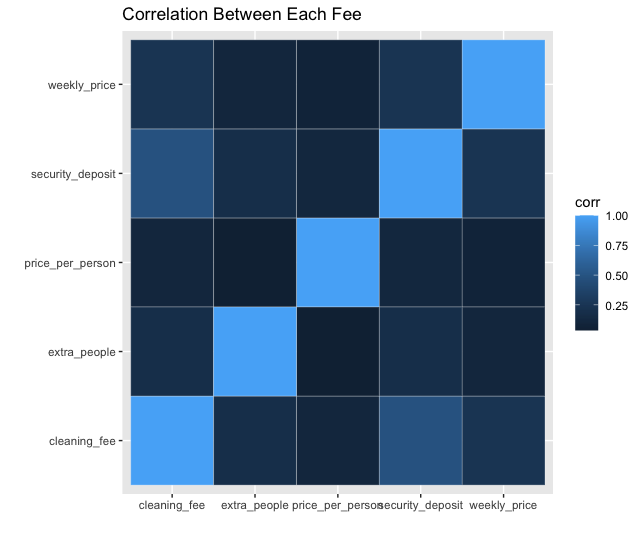 Correlation Between Each Fee
weekly_price
security_deposit
price_per_person
extra_people
cleaning_fee
cleaning_fee extra_people price_per_person security_deposit weekly_price
corr
1.00
0.75
0.50
0.25